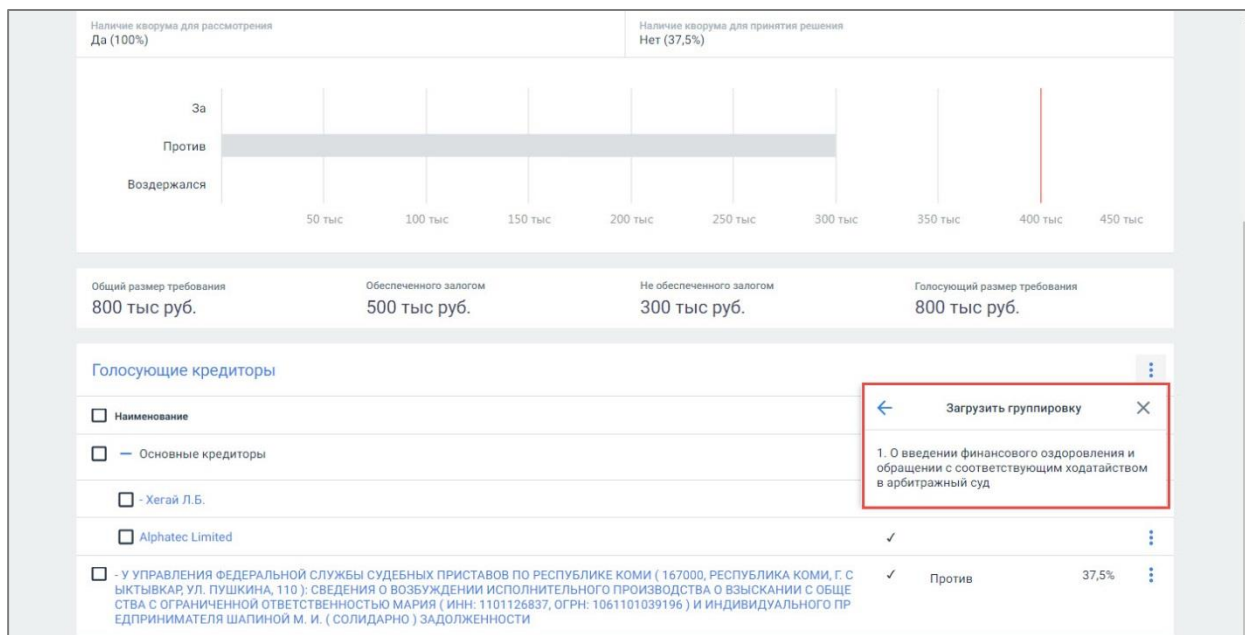 Наличие кворума для рассмотрения
Да (100%)
Наличие кворума для принятия решения
Нет (37,5%)
За
Против
Воздержался
50 тыс 100 тыс 150 тыс 200 тыс 250 тыс 300 тыс 350 тыс 400 тыс 450 тыс
Общий размер требования
800 тыс руб.
Обеспеченного залогом
500 тыс руб.
Не обеспеченного залогом
300 тыс руб.
Голосующий размер требования
800 тыс руб.
Голосующие кредиторы
Наименование
— Основные кредиторы
- Хегай Л.Б.
Alphatec Limited ✓
- У УПРАВЛЕНИЯ ФЕДЕРАЛЬНОЙ СЛУЖБЫ СУДЕБНЫХ ПРИСТАВОВ ПО РЕСПУБЛИКЕ КОМИ ( 167000, РЕСПУБЛИКА КОМИ, Г. С
ЫКТЫВКАР, УЛ. ПУШКИНА, 110 ): СВЕДЕНИЯ О ВОЗБУЖДЕНИИ ИСПОЛНИТЕЛЬНОГО ПРОИЗВОДСТВА О ВЗЫСКАНИИ С ОБЩЕ
СТВА С ОГРАНИЧЕННОЙ ОТВЕТСТВЕННОСТЬЮ МАРИЯ ( ИНН: 1101126837, ОГРН: 1061101039196 ) И ИНДИВИДУАЛЬНОГО ПР
ЕДПРИНИМАТЕЛЯ ШАПИНОЙ М. И. ( СОЛИДАРНО ) ЗАДОЛЖЕННОСТИ
✓ Против 37,5%
Загрузить группировку
1. О введении финансового оздоровления и
обращении с соответствующим ходатайством
в арбитражный суд